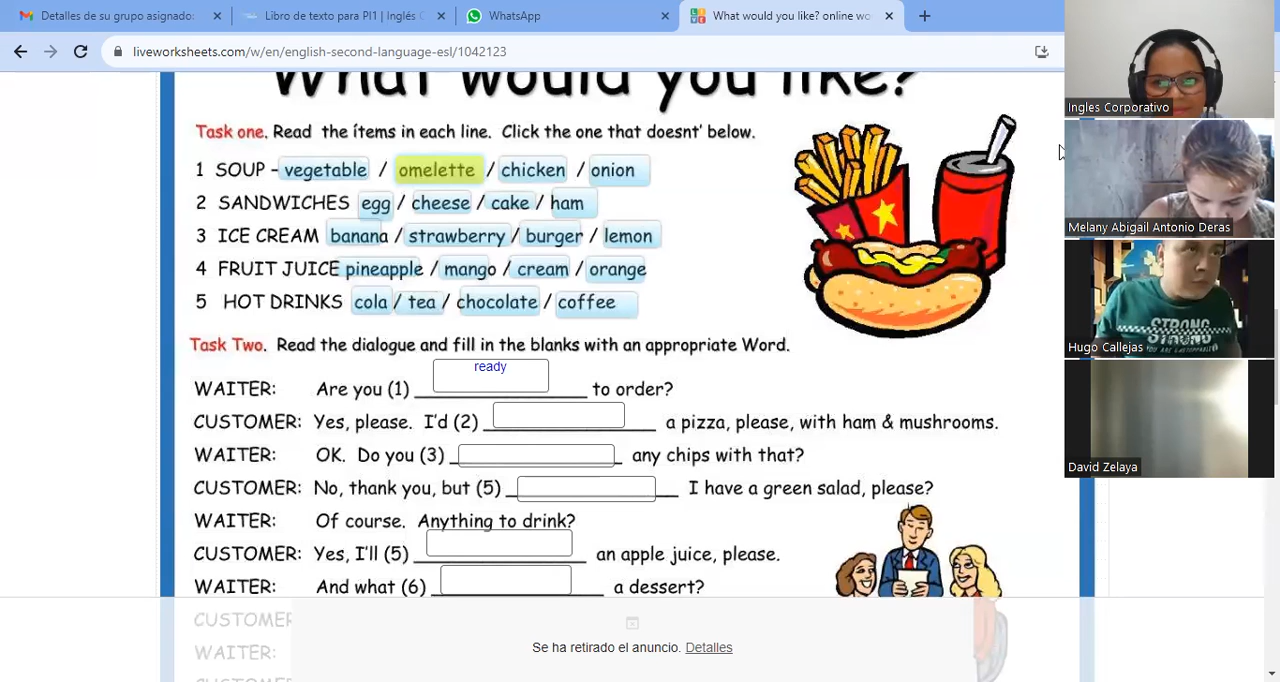 Detalles de su grupo asignado:
Libro de texto para PI1 | Inglés (
WhatsApp
What would you like? online wo
liveworksheets.com/w/en/english-second-language-esl/1042123
What would you like?
Task one. Read the ítems in each line. Click the one that doesnt' below.
1 SOUP - vegetable / omelette / chicken / onion
2 SANDWICHES egg / cheese / cake / ham
3 ICE CREAM banana / strawberry / burger / lemon
4 FRUIT JUICE pineapple / mango / cream / orange
5 HOT DRINKS cola / tea / chocolate / coffee
Task Two. Read the dialogue and fill in the blanks with an appropriate Word.
WAITER: Are you (1) ready to order?
CUSTOMER: Yes, please. I'd (2) a pizza, please, with ham & mushrooms.
WAITER: OK. Do you (3) any chips with that?
CUSTOMER: No, thank you, but (5) I have a green salad, please?
WAITER: Of course. Anything to drink?
CUSTOMER: Yes, I'll (5) an apple juice, please.
WAITER: And what (6) a dessert?
CUSTOMER
WAITER:
Se ha retirado el anuncio. Detalles
Ingles Corporativo
Melany Abigail Antonio Deras
STRONG
Hugo Callejas
David Zelaya